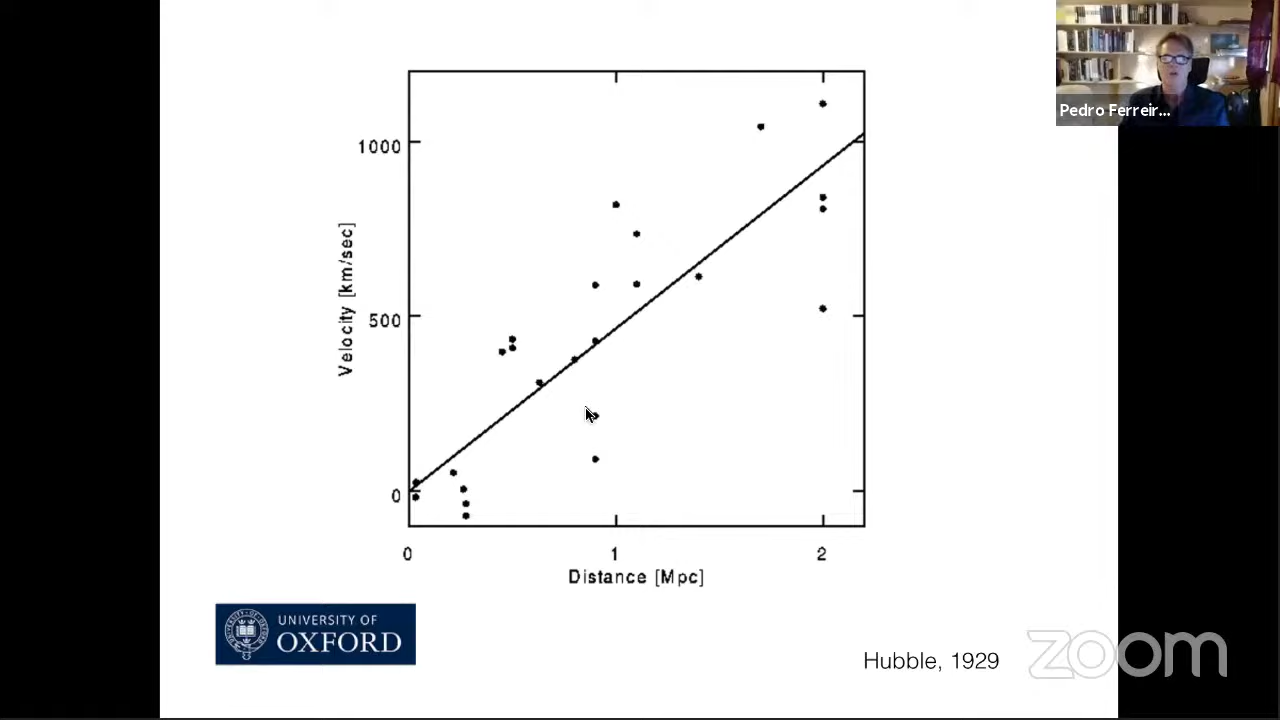 Pedro Ferreir...
1000
500
0
Velocity [km/sec]
0 1 2
Distance [Mpc]
UNIVERSITY OF
OXFORD
Hubble, 1929
zoom